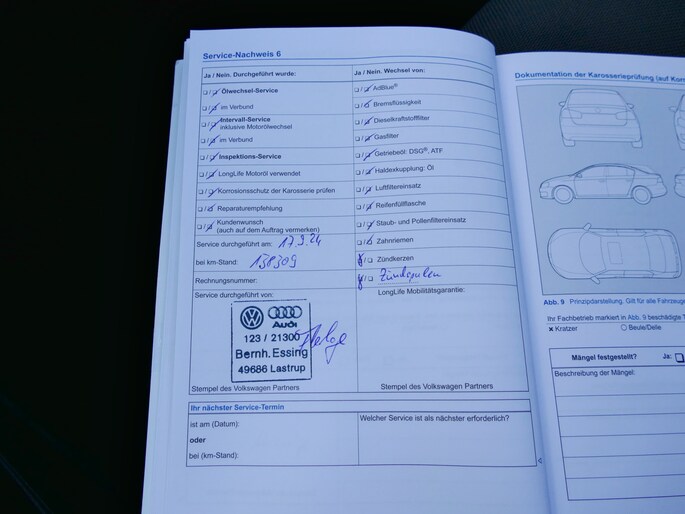 Service-Nachweis 6
Ja / Nein. Durchgeführt wurde:
Ölwechsel-Service
im Verbund
Intervall-Service
inklusive Motorölwechsel
im Verbund
Inspektions-Service
LongLife Motoröl verwendet
Korrosionsschutz der Karosserie prüfen
Reparaturempfehlung
Kundenwunsch
(auch auf dem Auftrag vermerken)
Service durchgeführt am: 17.9.24
bei km-Stand: 138309
Rechnungsnummer:
Service durchgeführt von:
Audi
123 / 21300
Bernh. Essing
49686 Lastrup
Stempel des Volkswagen Partners
Ja / Nein. Wechsel von:
AdBlue®
Bremsflüssigkeit
Dieselkraftstofffilter
Gasfilter
Getriebeöl: DSG®, ATF
Haldexkupplung: Öl
Luftfiltereinsatz
Reifenfüllflasche
Staub- und Pollenfiltereinsatz
Zahnriemen
Zündkerzen
Zündspulen
LongLife Mobilitätsgarantie:
Stempel des Volkswagen Partners
Ihr nächster Service-Termin
ist am (Datum):
oder
bei (km-Stand):
Welcher Service ist als nächster erforderlich?
Dokumentation der Karosserieprüfung (auf Korr
Abb. 9 Prinzipdarstellung. Gilt für alle Fahrzeuge
Ihr Fachbetrieb markiert in Abb. 9 beschädigte T
x Kratzer
O Beule/Delle
Mängel festgestellt?
Ja:
Beschreibung der Mängel: